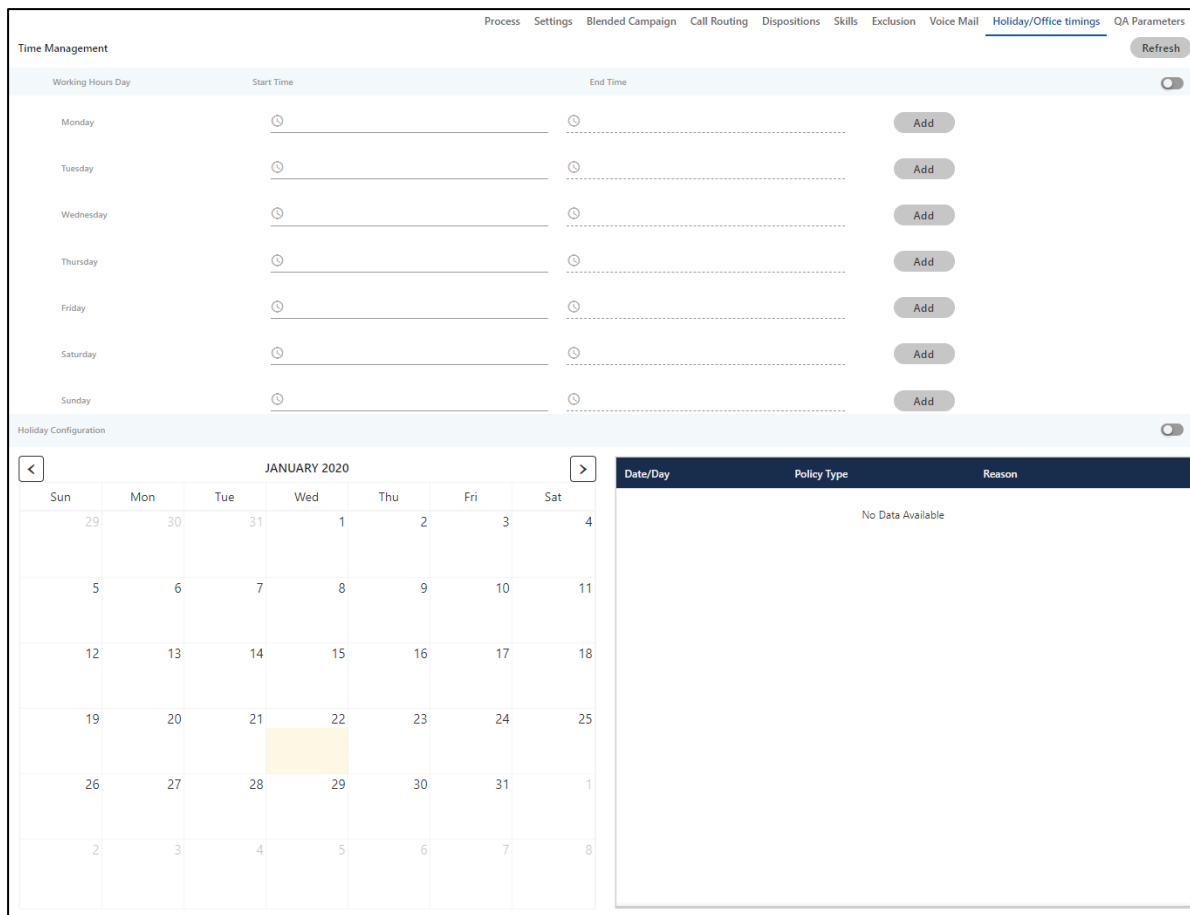 Process Settings Blended Campaign Call Routing Dispositions Skills Exclusion Voice Mail Holiday/Office timings QA Parameters
Time Management Refresh
Working Hours Day Start Time End Time
Monday Add
Tuesday Add
Wednesday Add
Thursday Add
Friday Add
Saturday Add
Sunday Add
Holiday Configuration
< JANUARY 2020 >
Date/Day Policy Type Reason
Sun Mon Tue Wed Thu Fri Sat
No Data Available
29 30 31 1 2 3 4
5 6 7 8 9 10 11
12 13 14 15 16 17 18
19 20 21 22 23 24 25
26 27 28 29 30 31 1
2 3 4 5 6 7 8